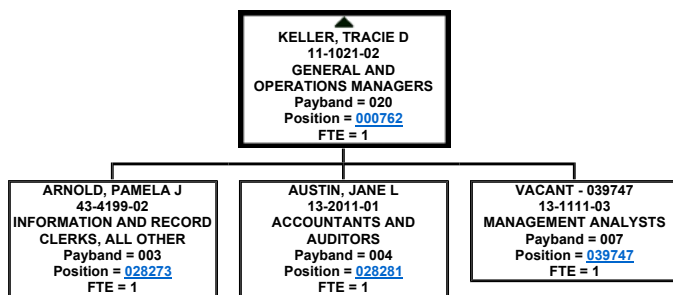 KELLER, TRACIE D
11-1021-02
GENERAL AND
OPERATIONS MANAGERS
Payband = 020
Position = 000762
FTE = 1
ARNOLD, PAMELA J
43-4199-02
INFORMATION AND RECORD
CLERKS, ALL OTHER
Payband = 003
Position = 028273
FTE = 1
AUSTIN, JANE L
13-2011-01
ACCOUNTANTS AND
AUDITORS
Payband = 004
Position = 028281
FTE = 1
VACANT - 039747
13-1111-03
MANAGEMENT ANALYSTS
Payband = 007
Position = 039747
FTE = 1